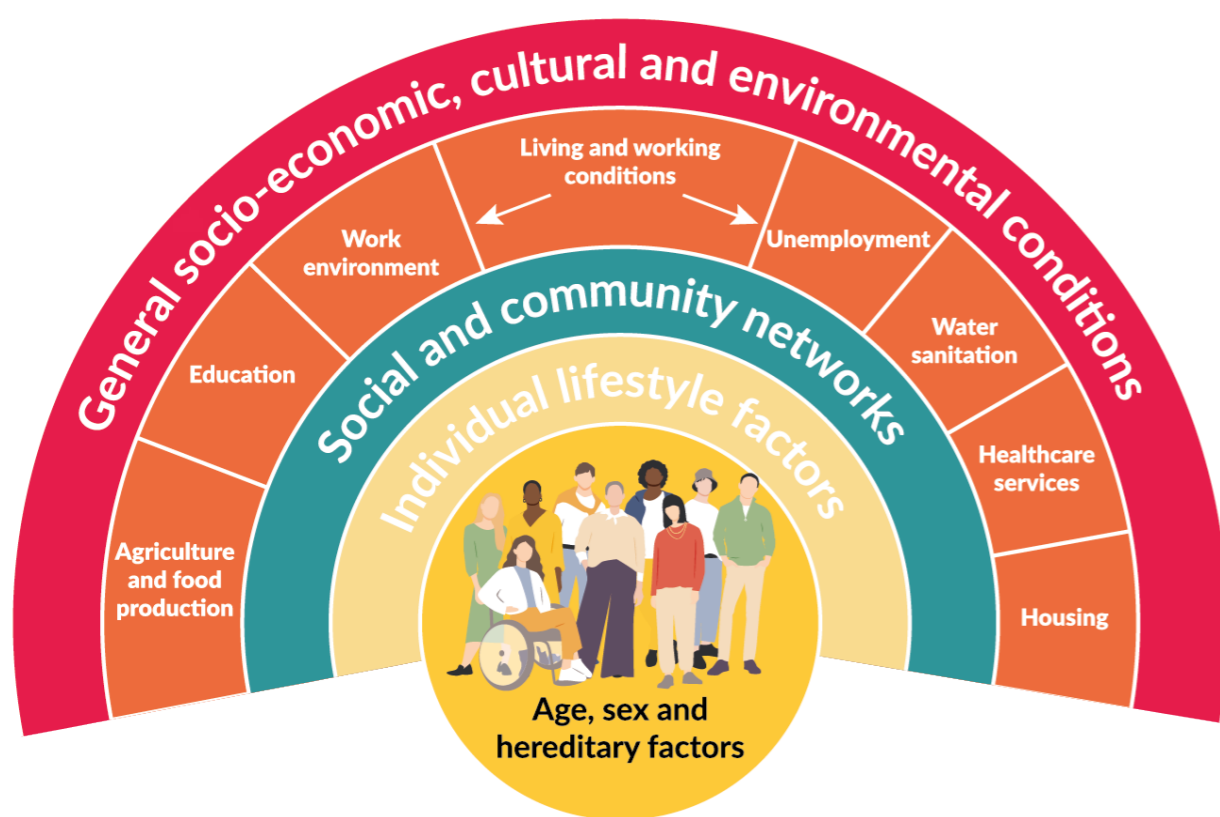 General socio-economic, cultural and environmental conditions
Living and working
conditions
Work
environment
Unemployment
Education
Water
sanitation
Agriculture
and food
production
Healthcare
services
Housing
Social and community networks
Individual lifestyle factors
Age, sex and
hereditary factors